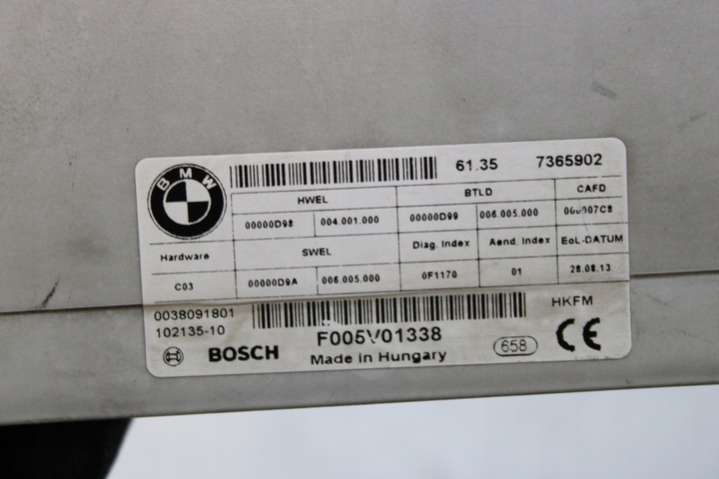 BMW
61.35 7365902
HWEL BTLD CAFD
00000D98 004.001.000 00000D99 006.005.000
Hardware SWEL Diag. Index Aend. Index EoL-DATUM
C03 00000D9A 006.005.000 0F1170 01 28.08.13
0038091801 HKFM
102135-10 F005V01338
BOSCH Made in Hungary 658 CE